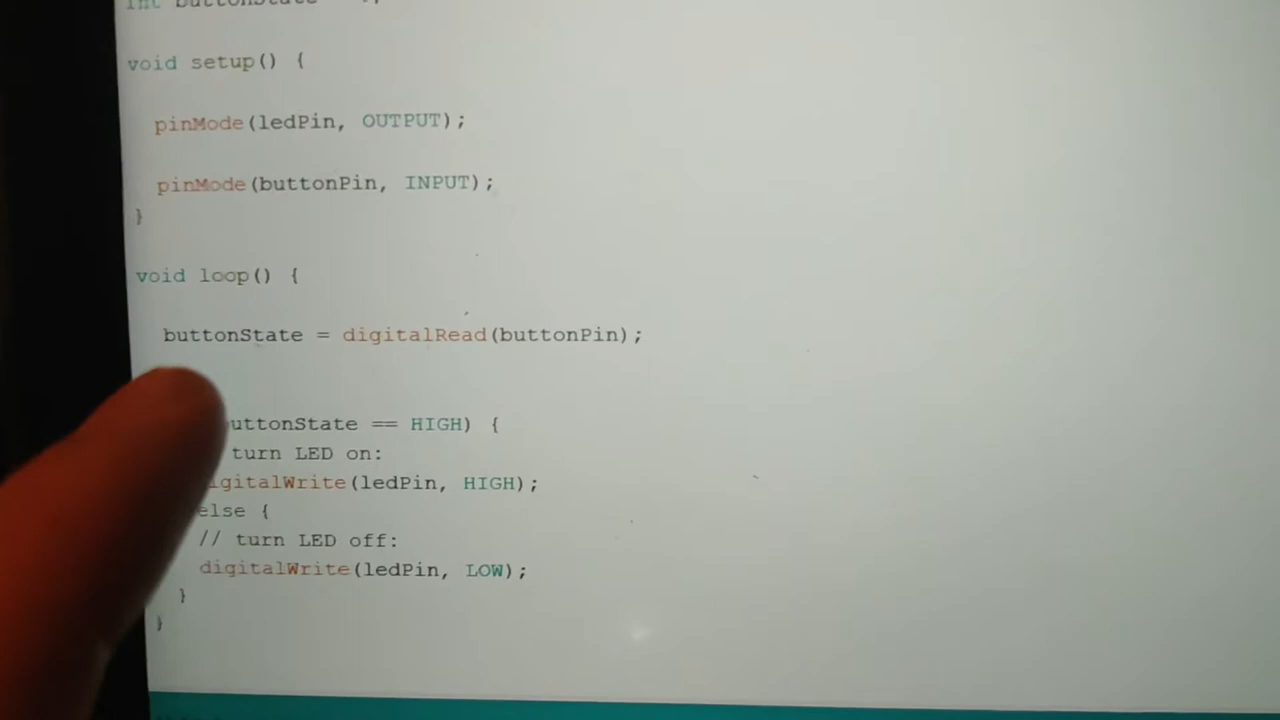 void setup() {
pinMode(ledPin, OUTPUT);
pinMode(buttonPin, INPUT);
}
void loop() {
buttonState = digitalRead(buttonPin);
uttonState == HIGH) {
turn LED on:
igitalWrite(ledPin, HIGH);
else {
// turn LED off:
digitalWrite(ledPin, LOW);
}
}